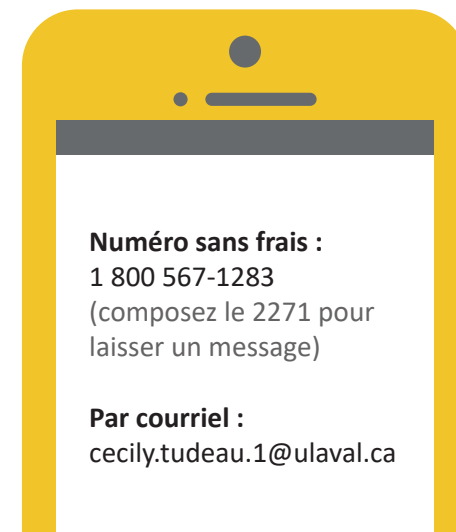 Numéro sans frais :
1 800 567-1283
(composez le 2271 pour
laisser un message)
Par courriel :
cecily.tudeau.1@ulaval.ca